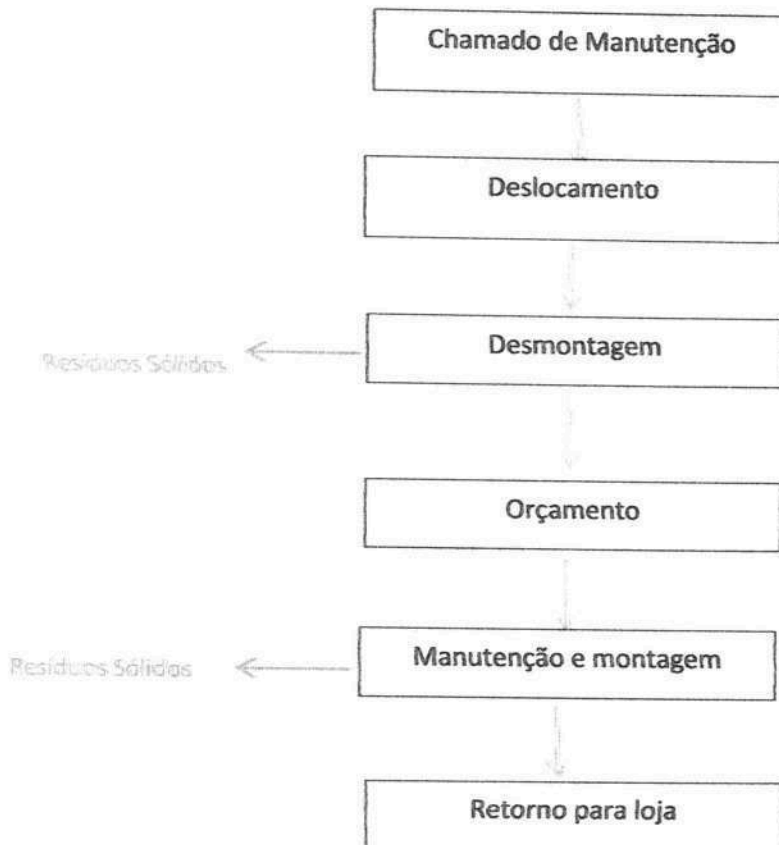 Chamado de Manutenção
Deslocamento
Desmontagem
Resíduos Sólidos
Orçamento
Manutenção e montagem
Resíduos Sólidos
Retorno para loja